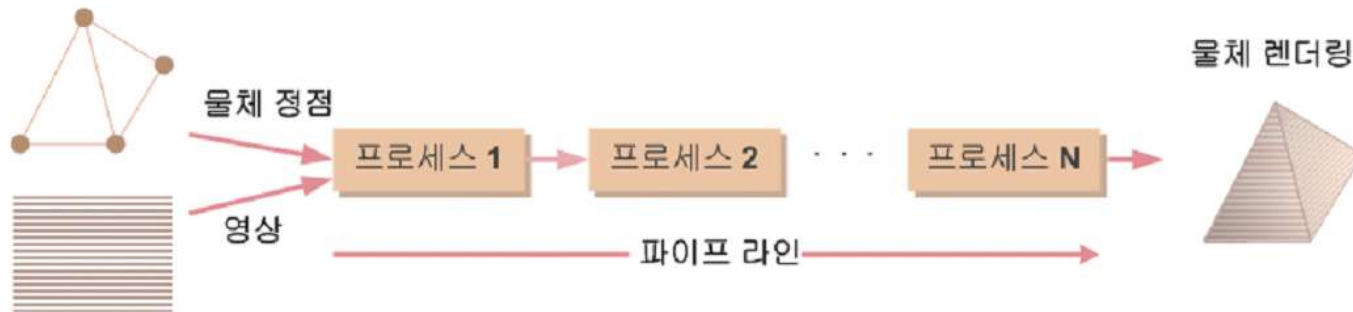 물체 정점
영상
프로세스 1
프로세스 2
. . .
프로세스 N
파이프 라인
물체 렌더링